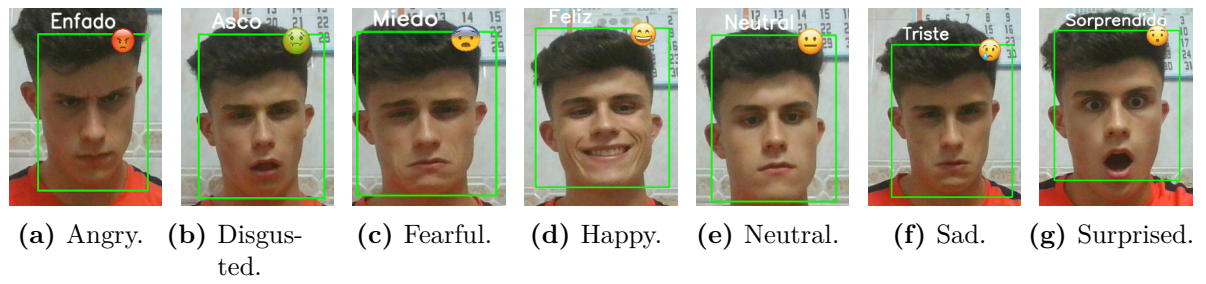 Enfado
Asco
Miedo
Feliz
Neutral
Triste
Sorprendido
(a) Angry.
(b) Disgus-
ted.
(c) Fearful.
(d) Happy.
(e) Neutral.
(f) Sad.
(g) Surprised.